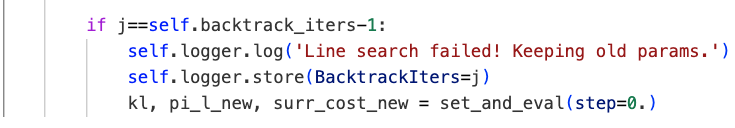 if j==self.backtrack_iters-1:
    self.logger.log('Line search failed! Keeping old params.')
    self.logger.store(BacktrackIters=j)
    kl, pi_l_new, surr_cost_new = set_and_eval(step=0.)